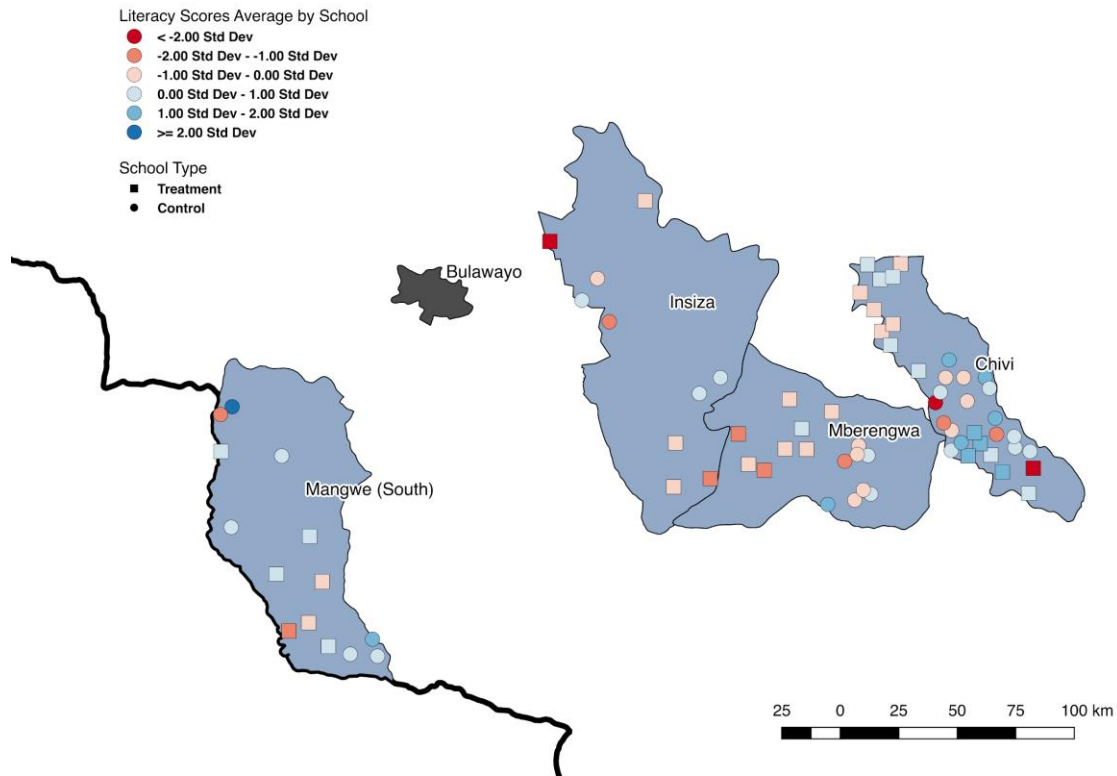 Literacy Scores Average by School
< -2.00 Std Dev
-2.00 Std Dev - -1.00 Std Dev
-1.00 Std Dev - 0.00 Std Dev
0.00 Std Dev - 1.00 Std Dev
1.00 Std Dev - 2.00 Std Dev
>= 2.00 Std Dev
School Type
Treatment
Control
Bulawayo
Insiza
Chivi
Mberengwa
Mangwe (South)
25 0 25 50 75 100 km